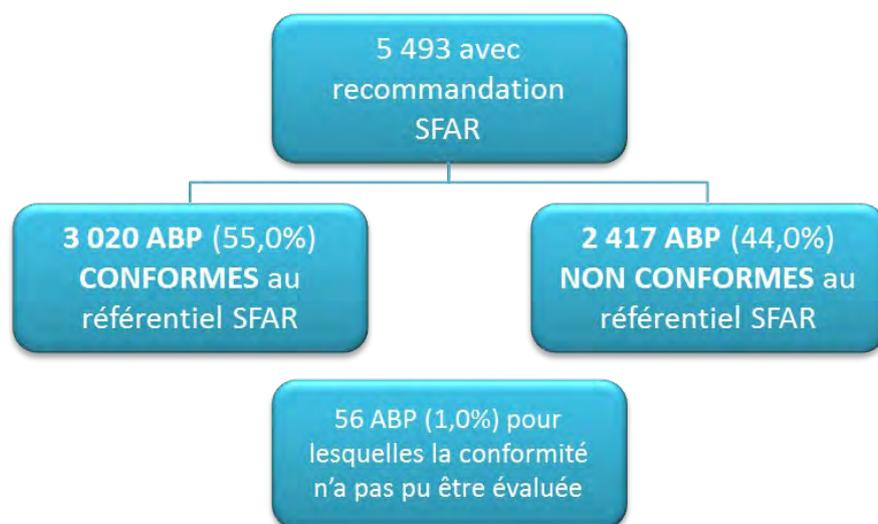 5 493 avec
recommandation
SFAR
3 020 ABP (55,0%)
CONFORMES au
référentiel SFAR
2 417 ABP (44,0%)
NON CONFORMES au
référentiel SFAR
56 ABP (1,0%) pour
lesquelles la conformité
n'a pas pu être évaluée